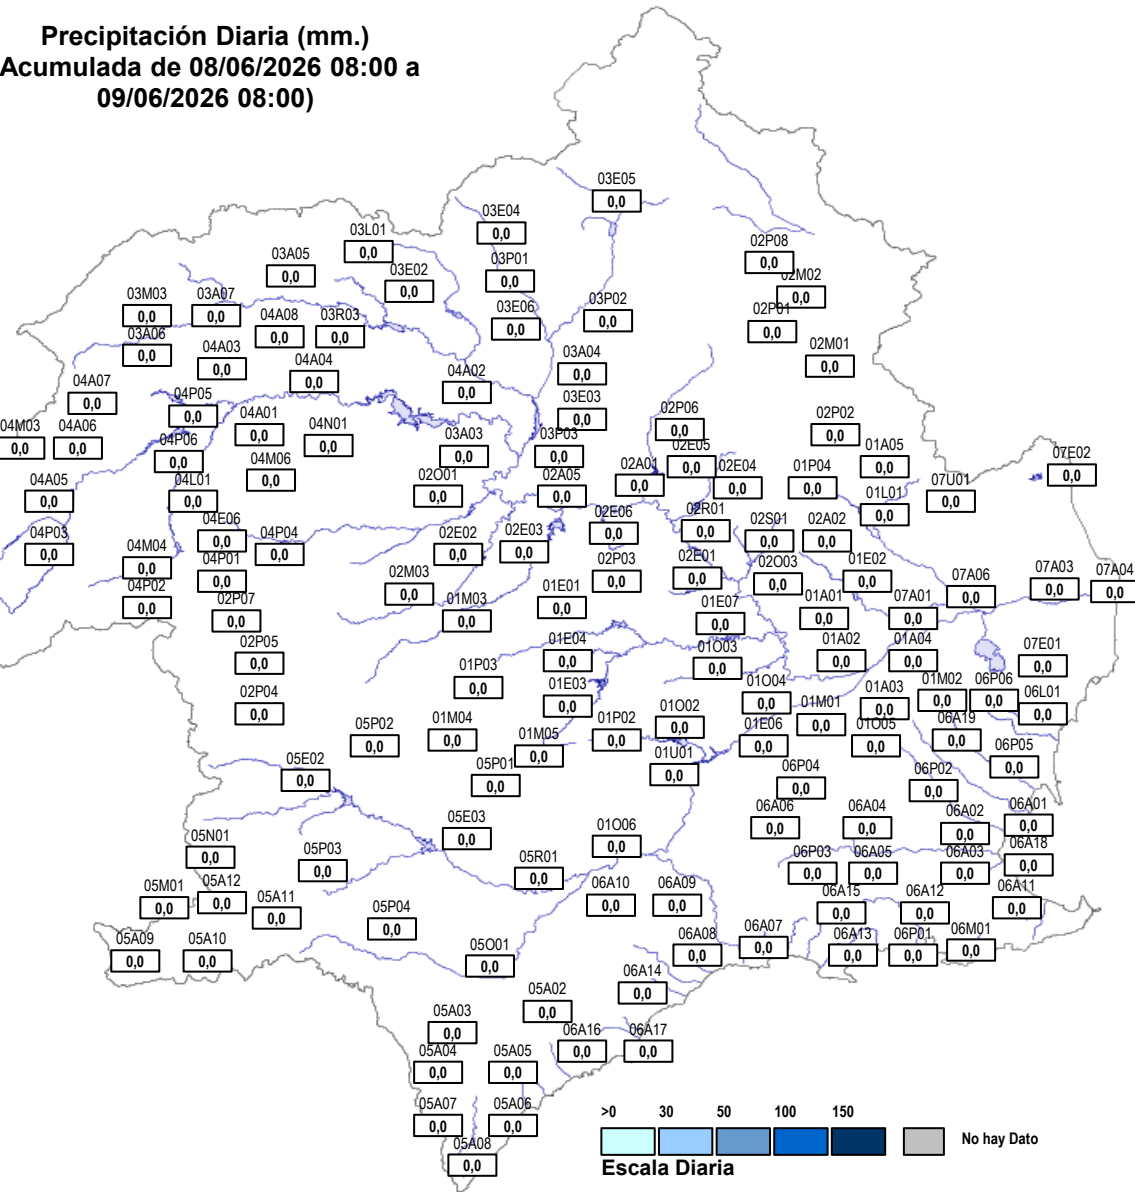 Precipitación Diaria (mm.)
Acumulada de 08/06/2026 08:00 a
09/06/2026 08:00)
03E05
0,0
03E04
0,0
03L01
0,0
02P08
0,0
03A05
0,0
03P01
0,0
03E02
0,0
02M02
0,0
03M03
0,0
03A07
0,0
03P02
0,0
03E06
0,0
02P01
0,0
04A08
0,0
03R03
0,0
03A06
0,0
04A03
0,0
02M01
0,0
03A04
0,0
04A04
0,0
04A02
0,0
04A07
0,0
04P05
0,0
03E03
0,0
02P06
0,0
02P02
0,0
04A01
0,0
04M03
0,0
04A06
0,0
04N01
0,0
03A03
0,0
03P03
0,0
04P06
0,0
02E05
0,0
01A05
0,0
07E02
0,0
04M06
0,0
02A01
0,0
02E04
0,0
01P04
0,0
04A05
0,0
04L01
0,0
02O01
0,0
02A05
0,0
07U01
0,0
01L01
0,0
04E06
0,0
02E06
0,0
02R01
0,0
02S01
0,0
02A02
0,0
04P03
0,0
04P04
0,0
02E02
0,0
02E03
0,0
04M04
0,0
04P01
0,0
02P03
0,0
02E01
0,0
02O03
0,0
01E02
0,0
07A03
0,0
07A04
0,0
02M03
0,0
07A06
0,0
04P02
0,0
02P07
0,0
01M03
0,0
01E01
0,0
01E07
0,0
01A01
0,0
07A01
0,0
02P05
0,0
01E04
0,0
01O03
0,0
01A02
0,0
01A04
0,0
07E01
0,0
01P03
0,0
02P04
0,0
01E03
0,0
01O04
0,0
01A03
0,0
01M02
0,0
06P06
0,0
06L01
0,0
05P02
0,0
01M04
0,0
01P02
0,0
01O02
0,0
01M01
0,0
01M05
0,0
01E06
0,0
01O05
0,0
06A19
0,0
05E02
0,0
05P01
0,0
01U01
0,0
06P04
0,0
06P02
0,0
06P05
0,0
05E03
0,0
01O06
0,0
06A06
0,0
06A04
0,0
06A02
0,0
06A01
0,0
05N01
0,0
05P03
0,0
05R01
0,0
06P03
0,0
06A05
0,0
06A03
0,0
06A18
0,0
05M01
0,0
05A12
0,0
05A11
0,0
06A10
0,0
06A09
0,0
06A15
0,0
06A12
0,0
06A11
0,0
05P04
0,0
05A09
0,0
05A10
0,0
05O01
0,0
06A08
0,0
06A07
0,0
06A13
0,0
06P01
0,0
06M01
0,0
06A14
0,0
05A02
0,0
05A03
0,0
06A16
0,0
06A17
0,0
05A04
0,0
05A05
0,0
05A07
0,0
05A06
0,0
05A08
0,0
>0 30 50 100 150
No hay Dato
Escala Diaria